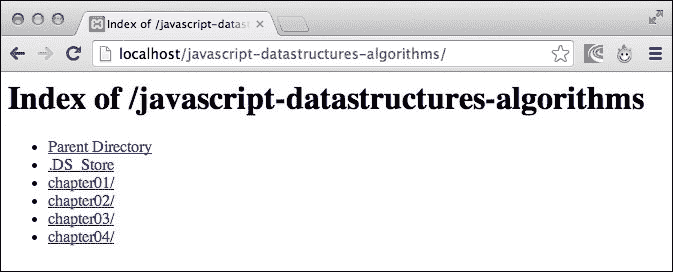 Index of /javascript-datast
localhost/javascript-datastructures-algorithms/
Index of /javascript-datastructures-algorithms
Parent Directory
.DS_Store
chapter01/
chapter02/
chapter03/
chapter04/